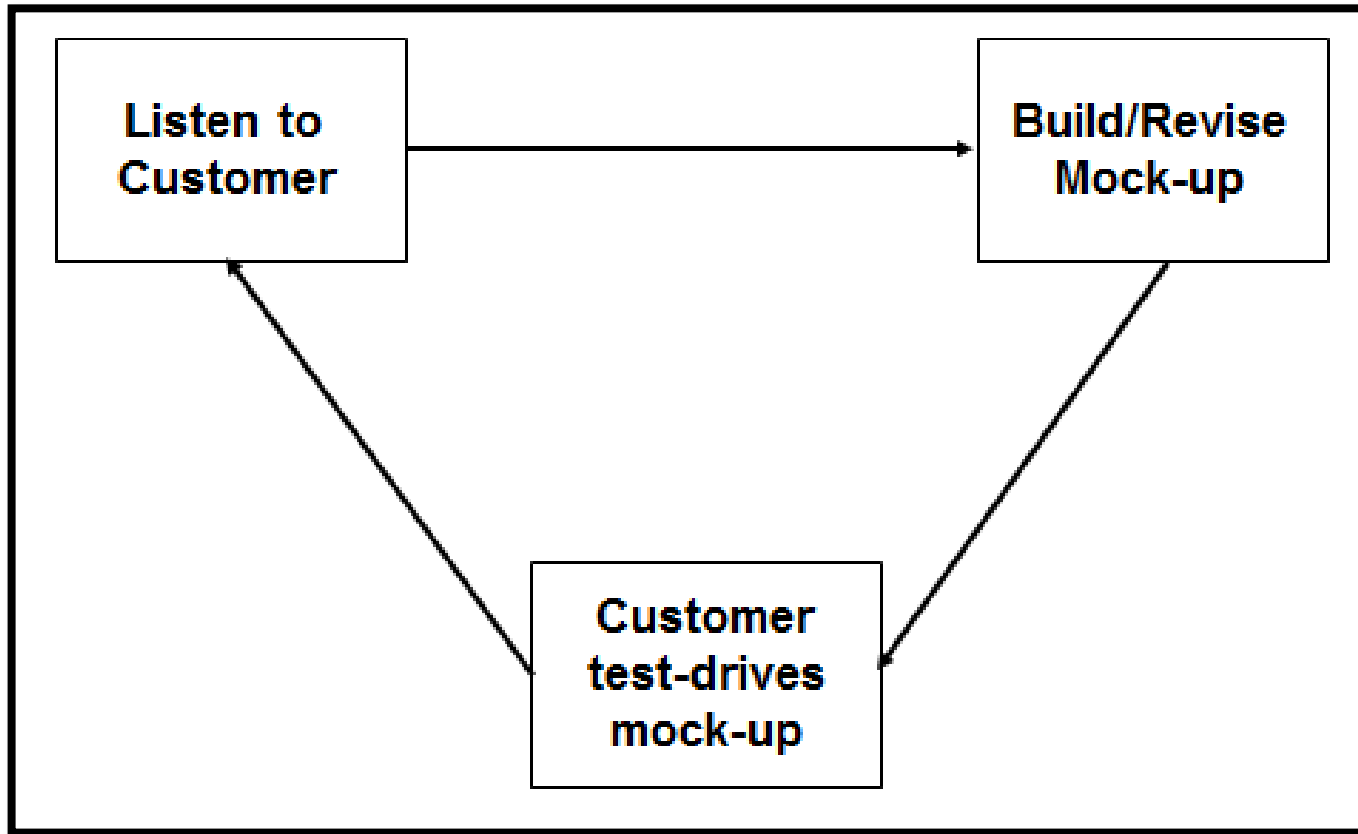 Listen to
Customer
Build/Revise
Mock-up
Customer
test-drives
mock-up